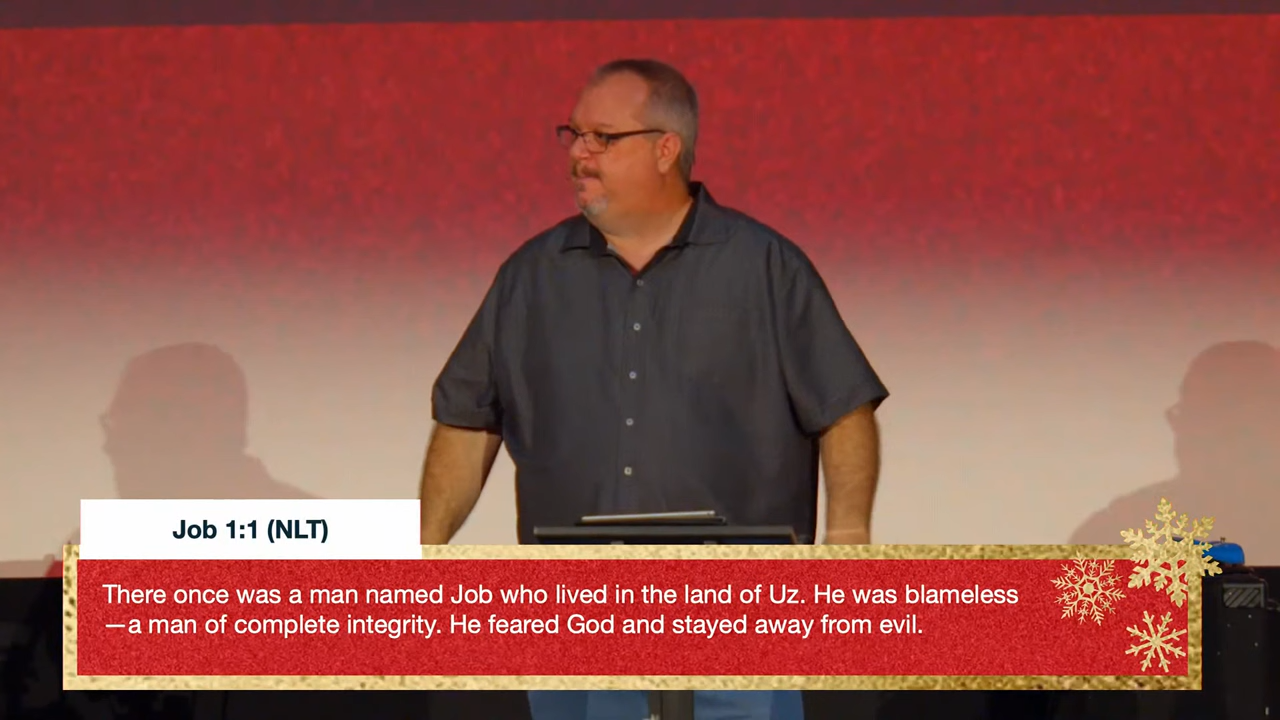 Job 1:1 (NLT)
There once was a man named Job who lived in the land of Uz. He was blameless
—a man of complete integrity. He feared God and stayed away from evil.